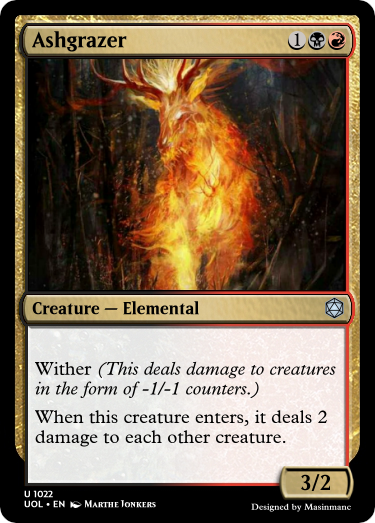 Ashgrazer 1
Creature — Elemental
Wither (This deals damage to creatures
in the form of -1/-1 counters.)
When this creature enters, it deals 2
damage to each other creature.
3/2
U 1022
UOL • EN Marthe Jonkers
Designed by Masinmanc